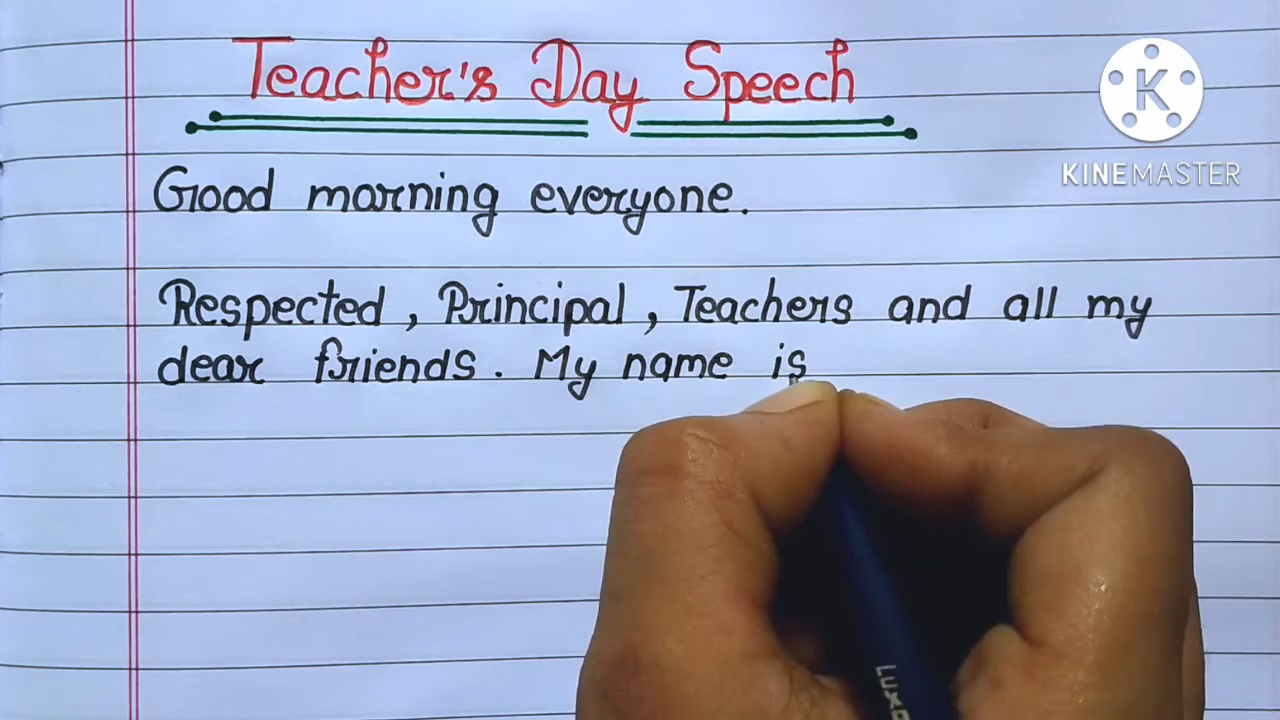 Teacher's Day Speech
K
KINEMASTER
Good morning everyone.
Respected , Principal , Teachers and all my
dear friends . My name is